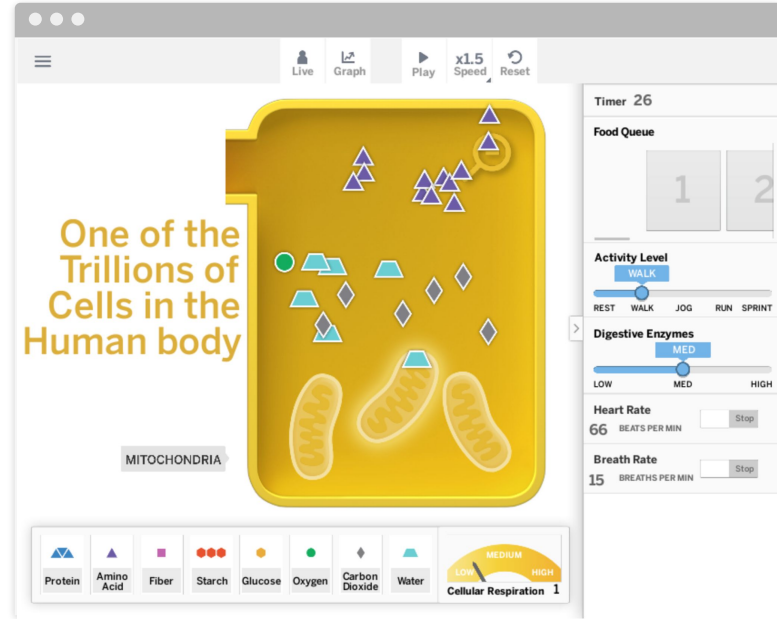 Live
Graph
Play
x1.5
Speed
Reset
Timer 26
Food Queue
1
2
One of the
Trillions of
Cells in the
Human body
Activity Level
WALK
REST WALK JOG RUN SPRINT
Digestive Enzymes
MED
LOW MED HIGH
Heart Rate
66 BEATS PER MIN
Stop
Breath Rate
15 BREATHS PER MIN
Stop
MITOCHONDRIA
Protein
Amino
Acid
Fiber
Starch
Glucose
Oxygen
Carbon
Dioxide
Water
LOW MEDIUM HIGH
Cellular Respiration 1